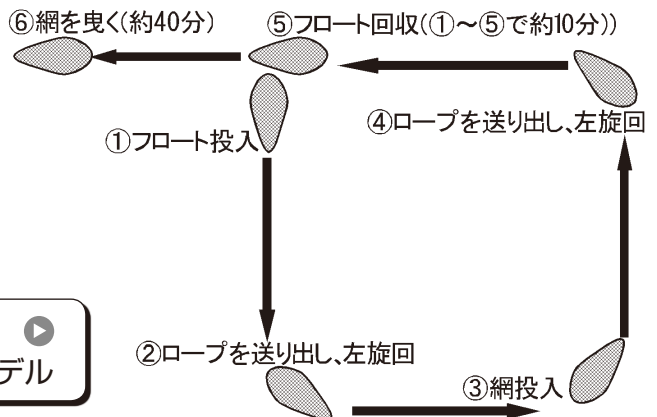 ⑥網を曳く(約40分)
⑤フロート回収(①～⑤で約10分))
①フロート投入
④ロープを送り出し、左旋回
②ロープを送り出し、左旋回
③網投入
デル